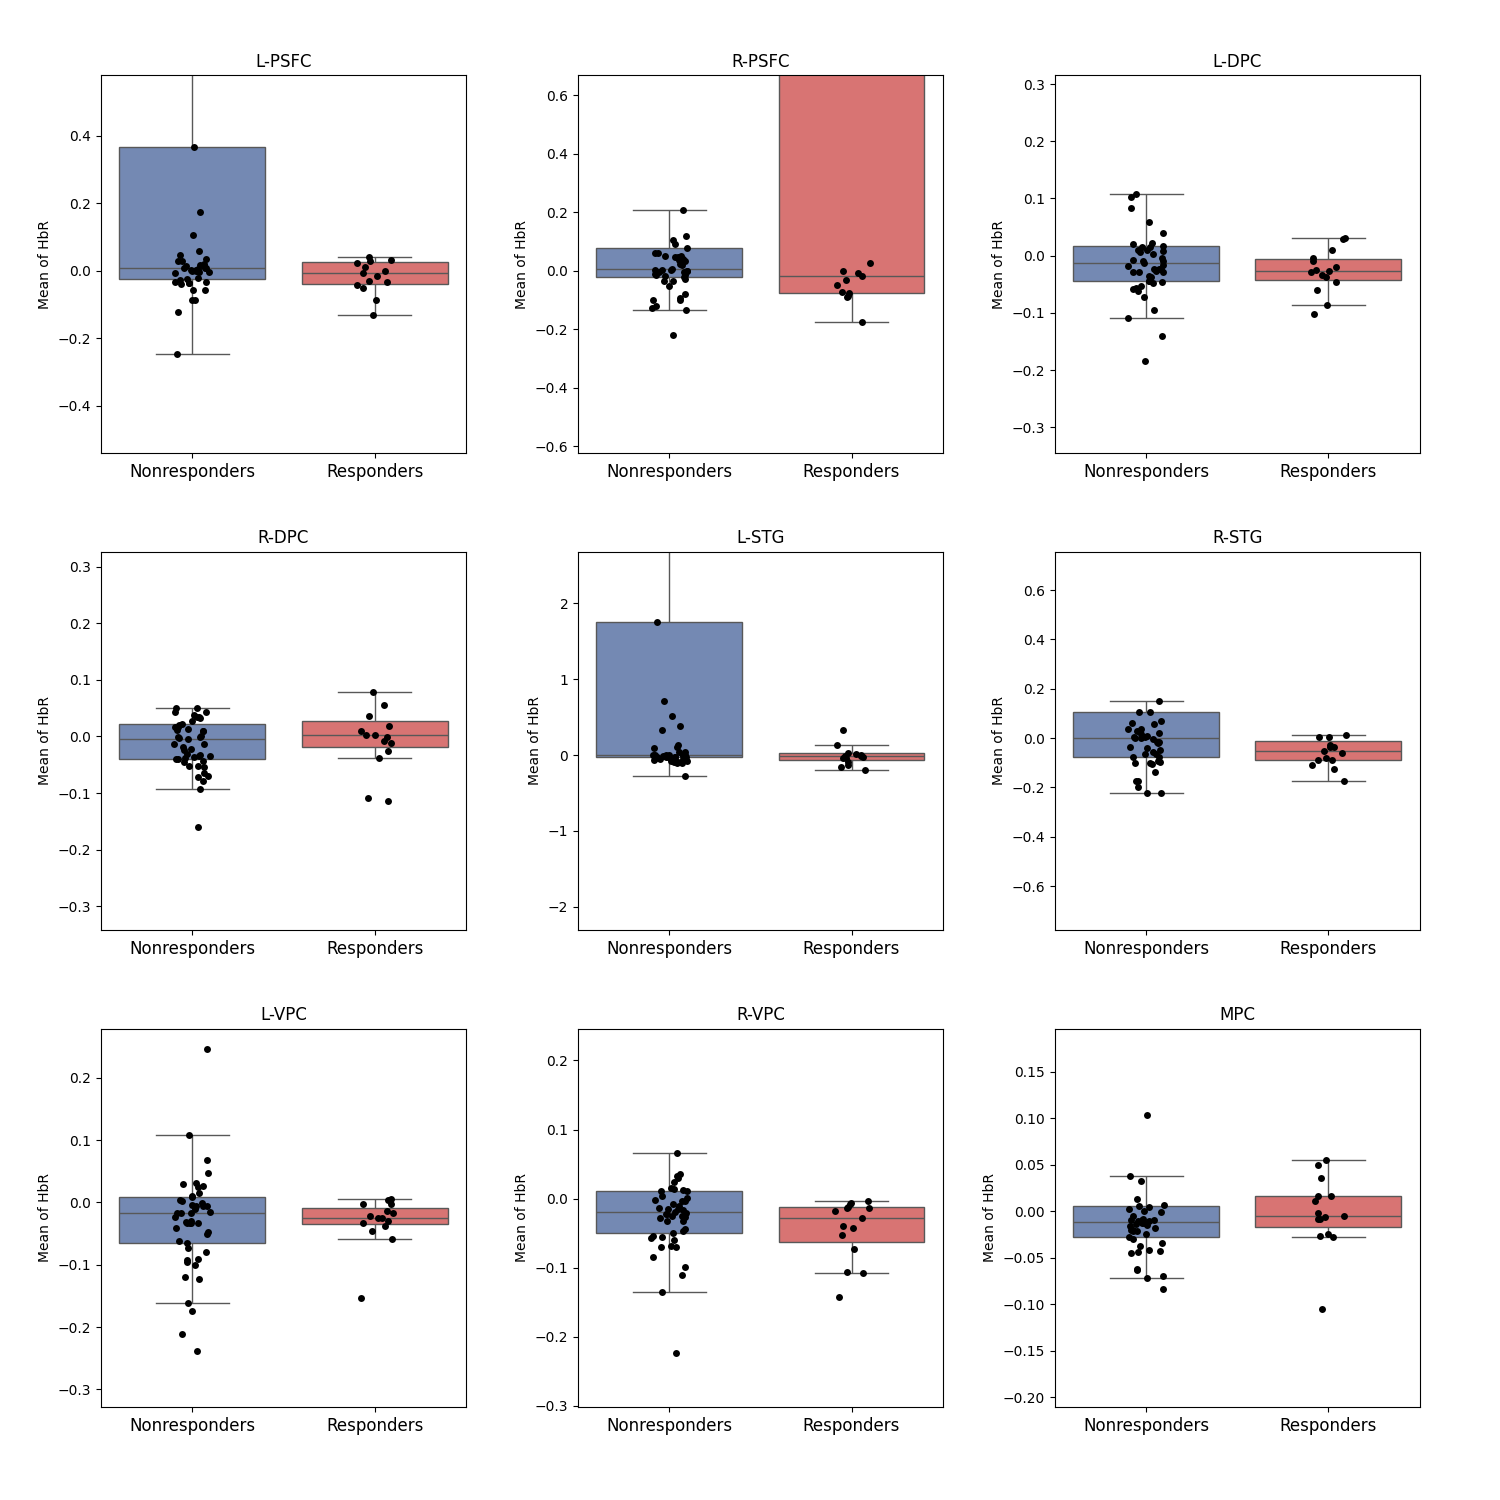 L-PSFC
Mean of HbR
0.4
0.2
0.0
−0.2
−0.4
Nonresponders Responders
R-PSFC
Mean of HbR
0.6
0.4
0.2
0.0
−0.2
−0.4
−0.6
Nonresponders Responders
L-DPC
Mean of HbR
0.3
0.2
0.1
0.0
−0.1
−0.2
−0.3
Nonresponders Responders
R-DPC
Mean of HbR
0.3
0.2
0.1
0.0
−0.1
−0.2
−0.3
Nonresponders Responders
L-STG
Mean of HbR
2
1
0
−1
−2
Nonresponders Responders
R-STG
Mean of HbR
0.6
0.4
0.2
0.0
−0.2
−0.4
−0.6
Nonresponders Responders
L-VPC
Mean of HbR
0.2
0.1
0.0
−0.1
−0.2
−0.3
Nonresponders Responders
R-VPC
Mean of HbR
0.2
0.1
0.0
−0.1
−0.2
−0.3
Nonresponders Responders
MPC
Mean of HbR
0.15
0.10
0.05
0.00
−0.05
−0.10
−0.15
−0.20
Nonresponders Responders